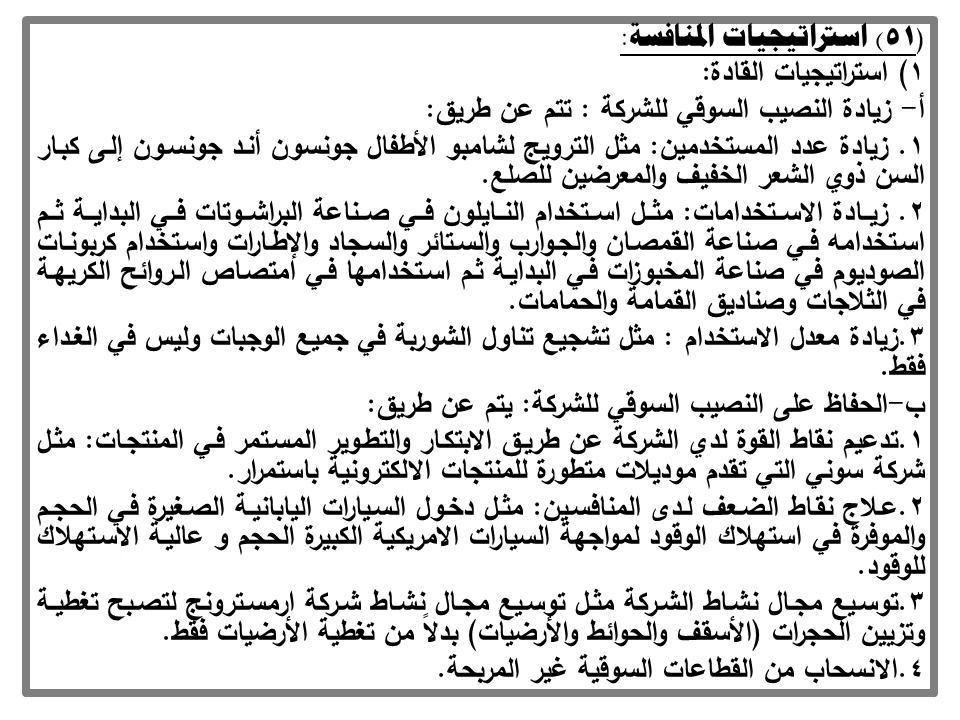 (٥١) استراتيجيات المنافسة:
١) استراتيجيات القادة:
أ- زيادة النصيب السوقي للشركة : تتم عن طريق:
١. زيادة عدد المستخدمين: مثل الترويج لشامبو الأطفال جونسون أند جونسون إلى كبار
السن ذوي الشعر الخفيف والمعرضين للصلع.
٢. زيادة الاستخدامات: مثل استخدام النايلون في صناعة البراشوتات في البداية ثم
استخدامه في صناعة القمصان والجوارب والستائر والسجاد والإطارات واستخدام كربونات
الصوديوم في صناعة المخبوزات في البداية ثم استخدامها في أمتصاص الروائح الكريهة
في الثلاجات وصناديق القمامة والحمامات.
٣.زيادة معدل الاستخدام : مثل تشجيع تناول الشوربة في جميع الوجبات وليس في الغداء
فقط.
ب-الحفاظ على النصيب السوقي للشركة: يتم عن طريق:
١.تدعيم نقاط القوة لدي الشركة عن طريق الابتكار والتطوير المستمر في المنتجات: مثل
شركة سوني التي تقدم موديلات متطورة للمنتجات الالكترونية باستمرار.
٢.علاج نقاط الضعف لدى المنافسين: مثل دخول السيارات اليابانية الصغيرة في الحجم
والموفرة في استهلاك الوقود لمواجهة السيارات الامريكية الكبيرة الحجم و عالية الاستهلاك
للوقود.
٣.توسيع مجال نشاط الشركة مثل توسيع مجال نشاط شركة ارمسترونج لتصبح تغطية
وتزيين الحجرات (الأسقف والحوائط والأرضيات) بدلاً من تغطية الأرضيات فقط.
٤.الانسحاب من القطاعات السوقية غير المربحة.